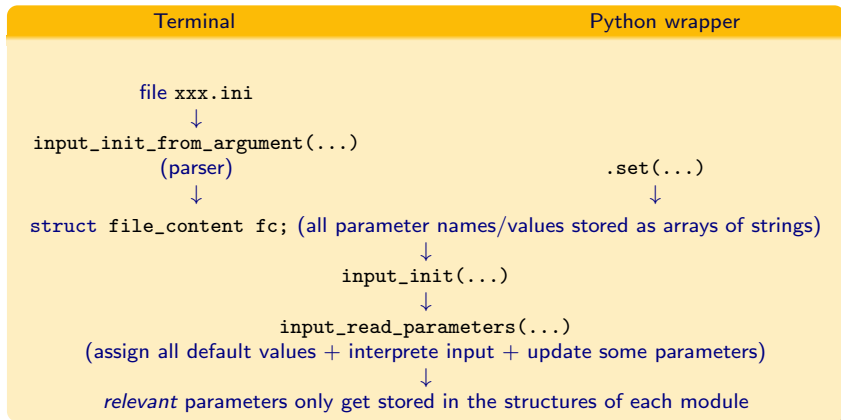 Terminal Python wrapper
file xxx.ini
↓
input_init_from_argument(...)
(parser) .set(...)
↓ ↓
struct file_content fc; (all parameter names/values stored as arrays of strings)
↓
input_init(...)
↓
input_read_parameters(...)
(assign all default values + interprete input + update some parameters)
↓
relevant parameters only get stored in the structures of each module